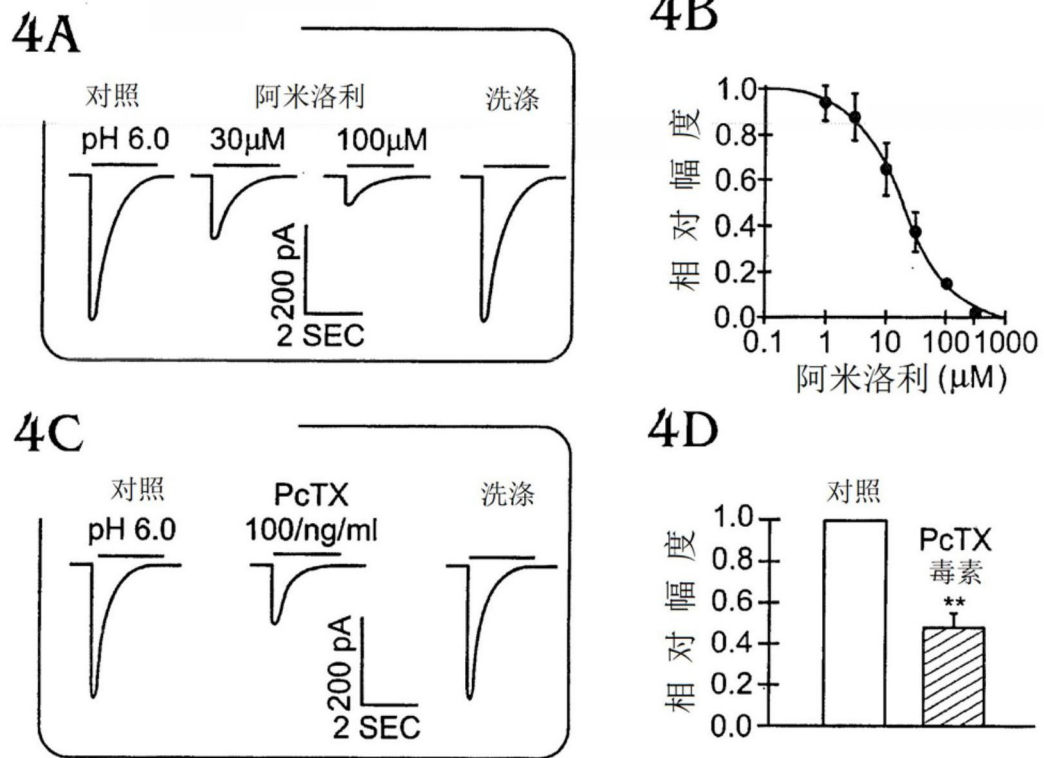 4A
对照 阿米洛利 洗涤
pH 6.0 30μM 100μM
200 pA
2 SEC
4B
相对幅度
1.0
0.8
0.6
0.4
0.2
0.0
0.1 1 10 100 1000
阿米洛利 (μM)
4C
对照 PcTX 洗涤
pH 6.0 100/ng/ml
200 pA
2 SEC
4D
对照
相对幅度
1.0
0.8
0.6
0.4
0.2
0.0
PcTX
毒素
**